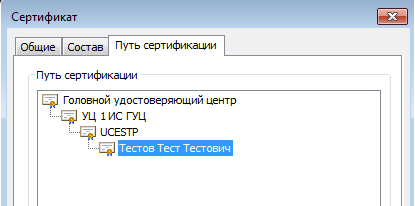 Сертификат
Общие Состав Путь сертификации
Путь сертификации
Головной удостоверяющий центр
УЦ 1 ИС ГУЦ
UCESTP
Тестов Тест Тестович